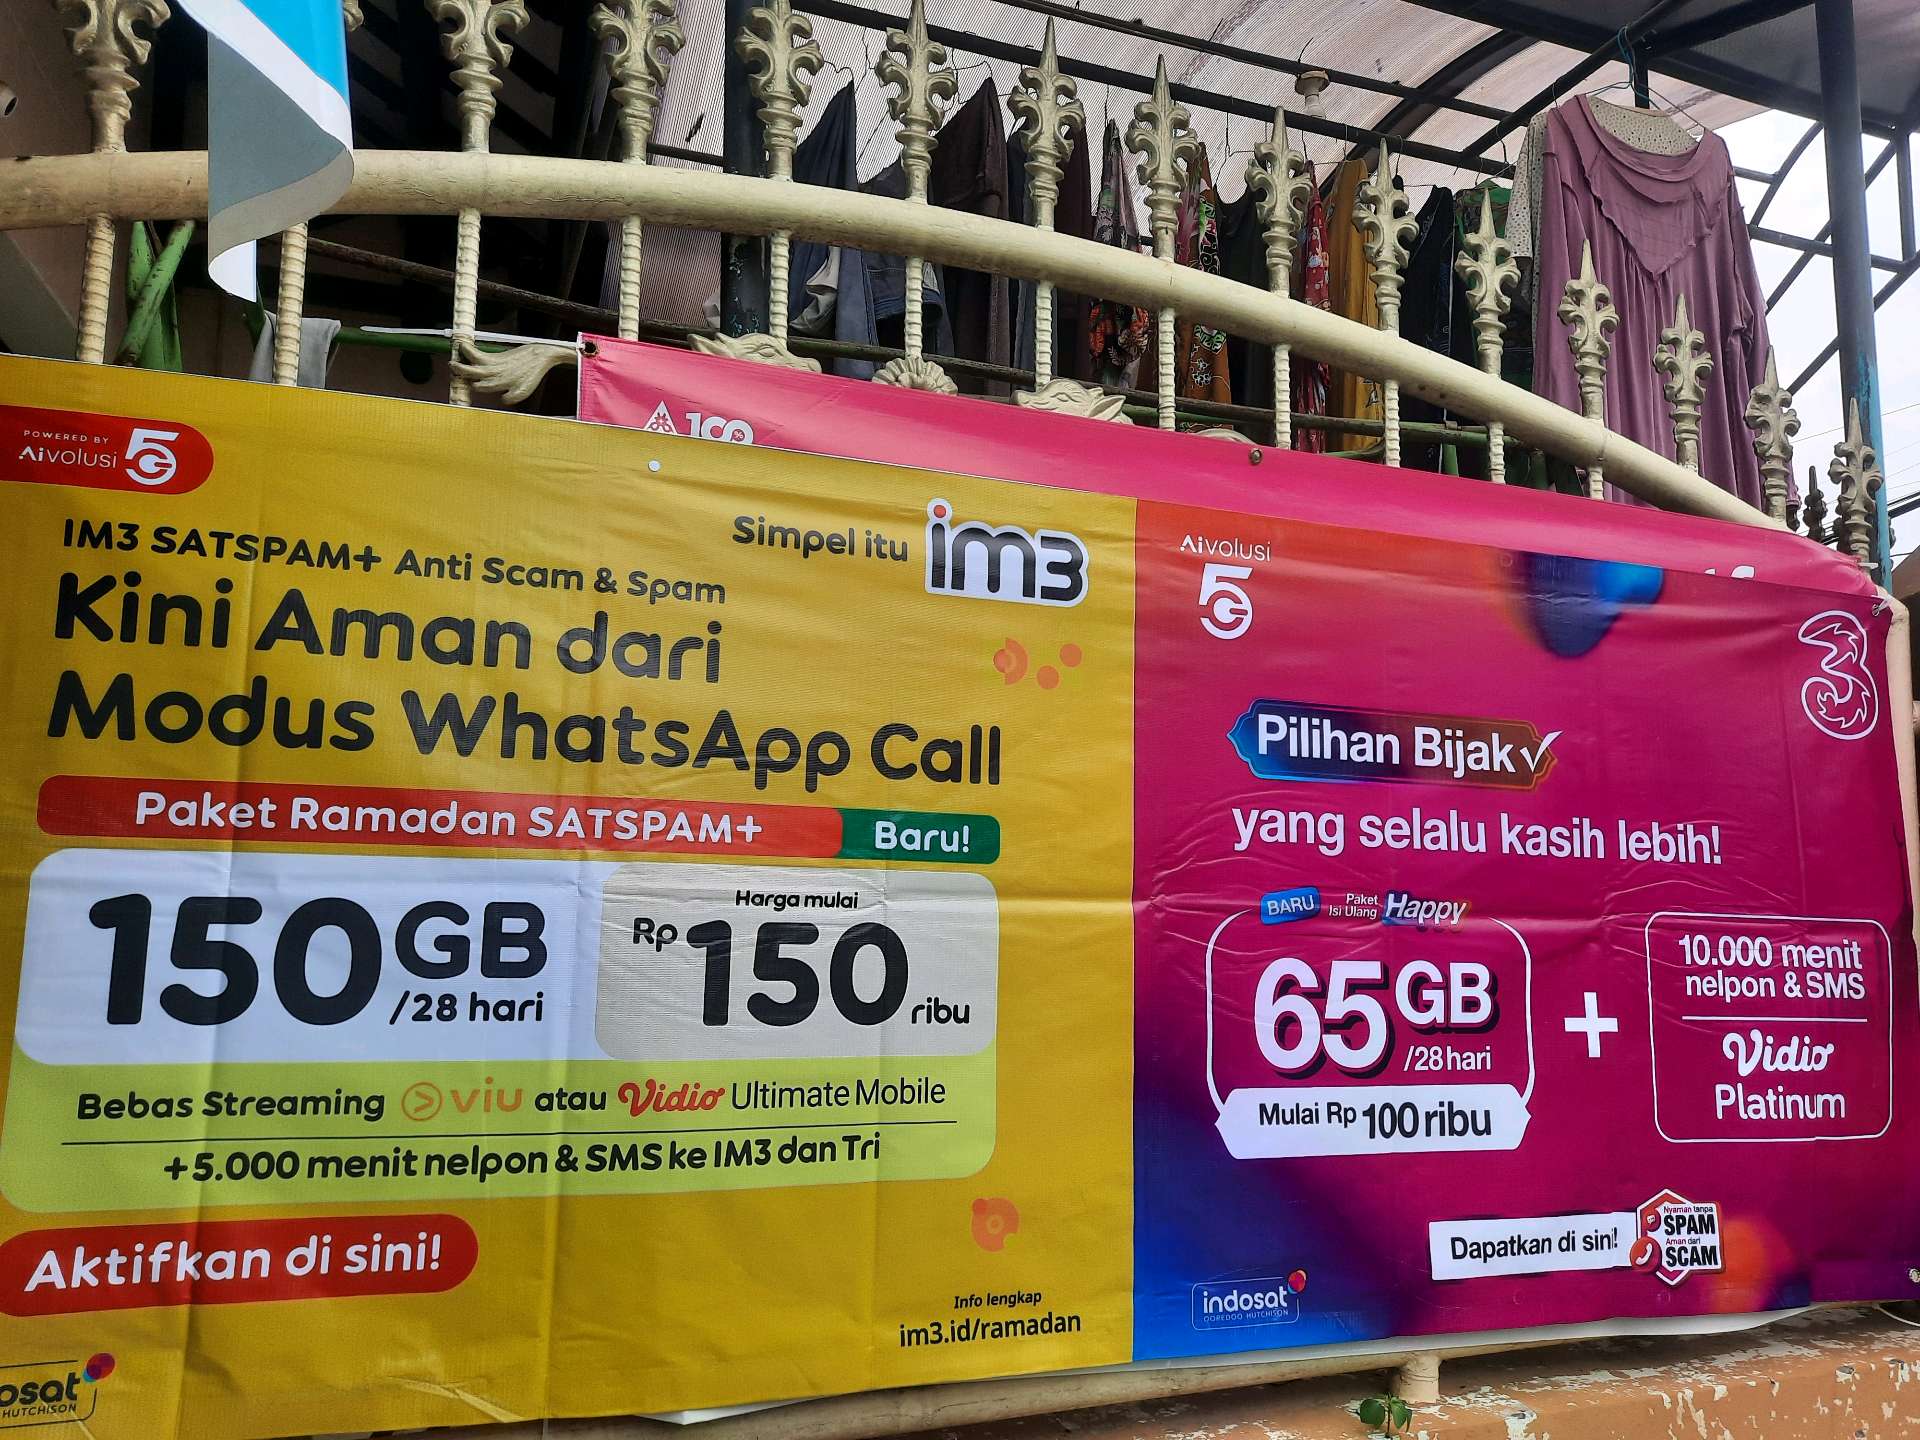 POWERED BY
Aivolusi 5G
IM3 SATSPAM+ Anti Scam & Spam
Simpel itu im3
Kini Aman dari
Modus WhatsApp Call
Paket Ramadan SATSPAM+ Baru!
150GB
/28 hari
Harga mulai
Rp 150 ribu
Bebas Streaming viu atau Vidio Ultimate Mobile
+5.000 menit nelpon & SMS ke IM3 dan Tri
Aktifkan di sini!
Info lengkap
im3.id/ramadan
osat
HUTCHISON
100%
Aivolusi
5G
3
Pilihan Bijak
yang selalu kasih lebih!
BARU Paket Isi Ulang Happy
65GB
/28 hari
Mulai Rp 100 ribu
+
10.000 menit
nelpon & SMS
Vidio
Platinum
Dapatkan di sini!
Nyaman tanpa
SPAM
Aman dari
SCAM
indosat
OOREDOO HUTCHISON